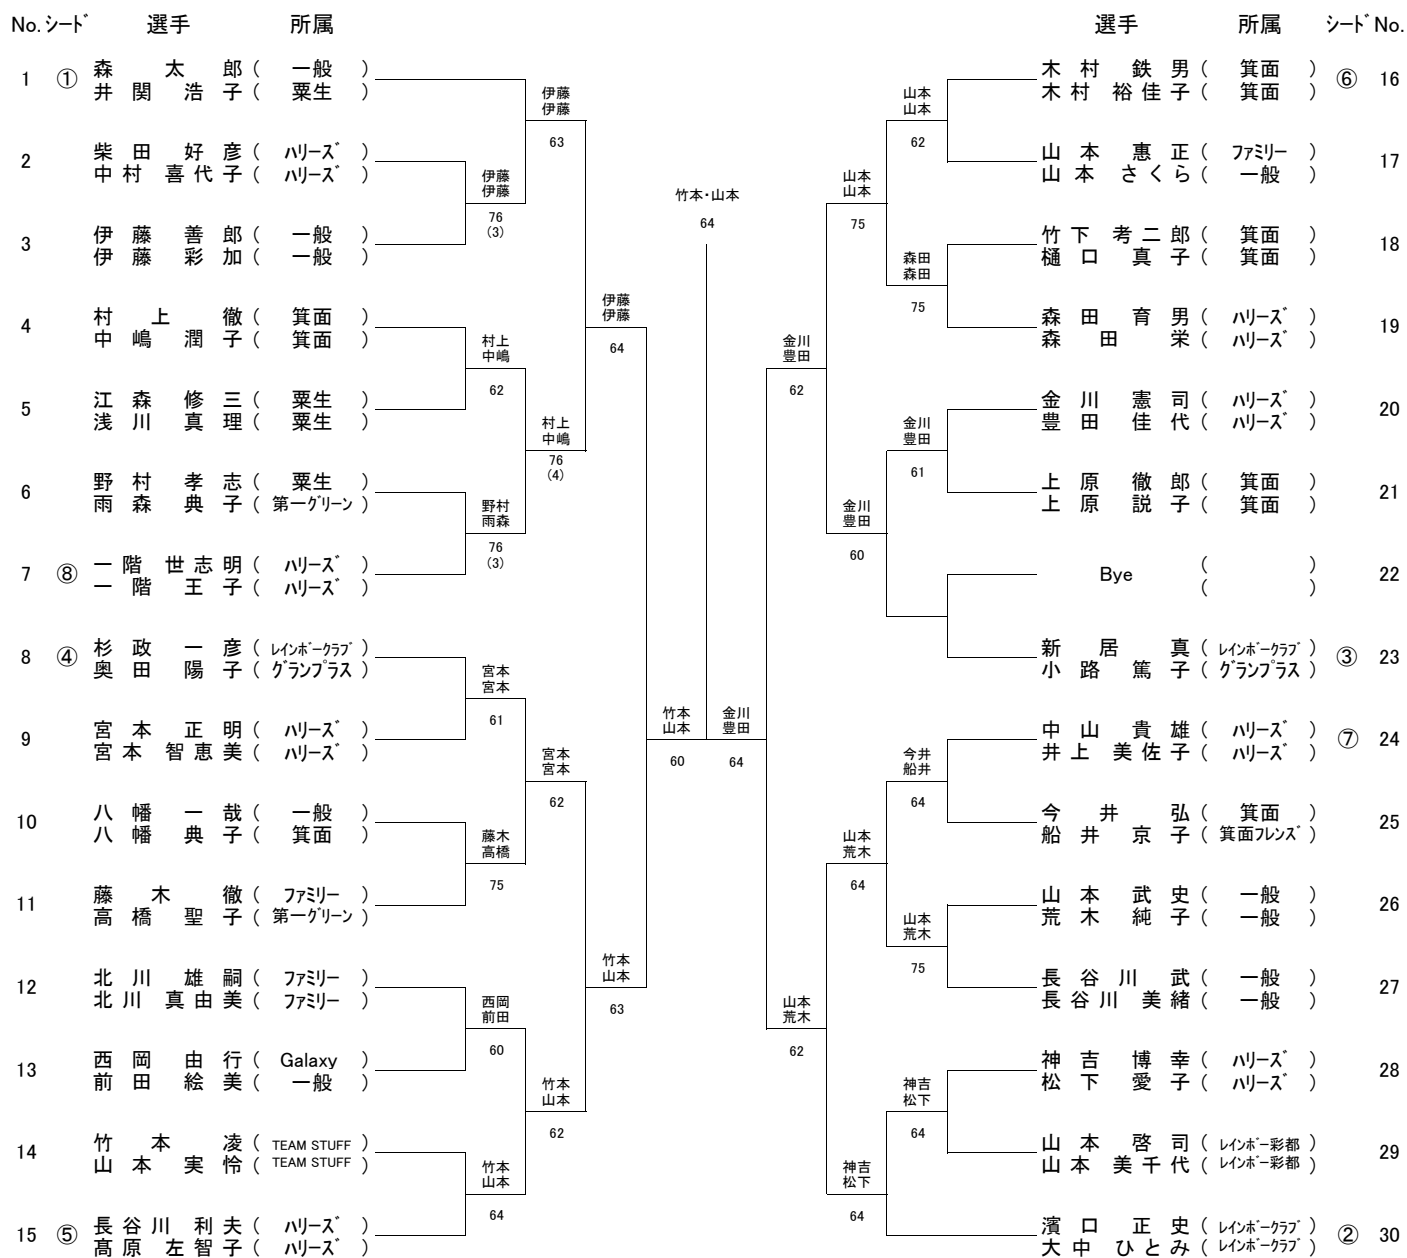 No. シード 選手 所属
1 ① 森 太 郎 ( 一般 )
井 関 浩 子 ( 粟生 )
2 柴 田 好 彦 ( ハリーズ )
中 村 喜 代 子 ( ハリーズ )
3 伊 藤 善 郎 ( 一般 )
伊 藤 彩 加 ( 一般 )
4 村 上 徹 ( 箕面 )
中 嶋 潤 子 ( 箕面 )
5 江 森 修 三 ( 粟生 )
浅 川 真 理 ( 粟生 )
6 野 村 孝 志 ( 粟生 )
雨 森 典 子 ( 第一グリーン )
7 ⑧ 一 階 世 志 明 ( ハリーズ )
一 階 王 子 ( ハリーズ )
8 ④ 杉 政 一 彦 ( レインボークラブ )
奥 田 陽 子 ( グランプラス )
9 宮 本 正 明 ( ハリーズ )
宮 本 智 恵 美 ( ハリーズ )
10 八 幡 一 哉 ( 一般 )
八 幡 典 子 ( 箕面 )
11 藤 木 徹 ( ファミリー )
高 橋 聖 子 ( 第一グリーン )
12 北 川 雄 嗣 ( ファミリー )
北 川 真 由 美 ( ファミリー )
13 西 岡 由 行 ( Galaxy )
前 田 絵 美 ( 一般 )
14 竹 本 凌 ( TEAM STUFF )
山 本 実 怜 ( TEAM STUFF )
15 ⑤ 長 谷 川 利 夫 ( ハリーズ )
髙 原 左 智 子 ( ハリーズ )
伊藤
伊藤
76
(3)
村上
中嶋
62
野村
雨森
76
(3)
宮本
宮本
61
藤木
高橋
75
西岡
前田
60
竹本
山本
64
伊藤
伊藤
63
村上
中嶋
76
(4)
宮本
宮本
62
竹本
山本
62
伊藤
伊藤
64
竹本
山本
63
竹本
山本
60
竹本・山本
64
金川
豊田
64
金川
豊田
62
山本
荒木
62
山本
山本
75
金川
豊田
60
山本
荒木
64
神吉
松下
64
山本
山本
62
森田
森田
75
金川
豊田
61
今井
船井
64
山本
荒木
75
神吉
松下
64
選手 所属 シード No.
木 村 鉄 男 ( 箕面 ) ⑥ 16
木 村 裕 佳 子 ( 箕面 )
山 本 惠 正 ( ファミリー ) 17
山 本 さ く ら ( 一般 )
竹 下 考 二 郎 ( 箕面 ) 18
樋 口 真 子 ( 箕面 )
森 田 育 男 ( ハリーズ ) 19
森 田 栄 ( ハリーズ )
金 川 憲 司 ( ハリーズ ) 20
豊 田 佳 代 ( ハリーズ )
上 原 徹 郎 ( 箕面 ) 21
上 原 説 子 ( 箕面 )
Bye ( ) 22
( )
新 居 真 ( レインボークラブ ) ③ 23
小 路 篤 子 ( グランプラス )
中 山 貴 雄 ( ハリーズ ) ⑦ 24
井 上 美 佐 子 ( ハリーズ )
今 井 弘 ( 箕面 ) 25
船 井 京 子 ( 箕面フレンズ )
山 本 武 史 ( 一般 ) 26
荒 木 純 子 ( 一般 )
長 谷 川 武 ( 一般 ) 27
長 谷 川 美 緒 ( 一般 )
神 吉 博 幸 ( ハリーズ ) 28
松 下 愛 子 ( ハリーズ )
山 本 啓 司 ( レインボー彩都 ) 29
山 本 美 千 代 ( レインボー彩都 )
濱 口 正 史 ( レインボークラブ ) ② 30
大 中 ひ と み ( レインボークラブ )